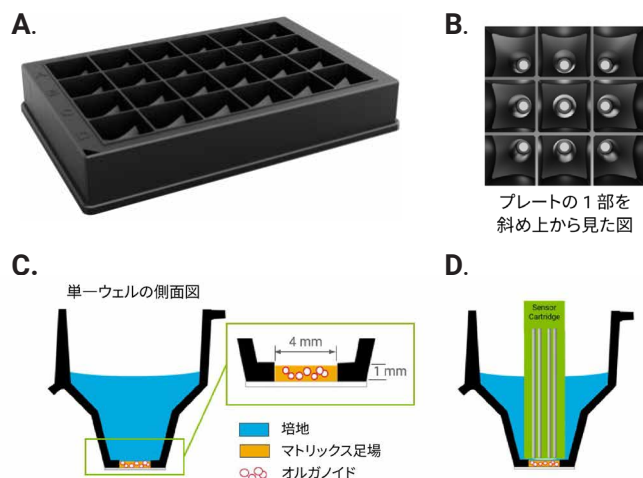 A.
B.
プレートの 1 部を
斜め上から見た図
C.
単一ウェルの側面図
4 mm
1 mm
培地
マトリックス足場
オルガノイド
D.
Sensor
Cartridge